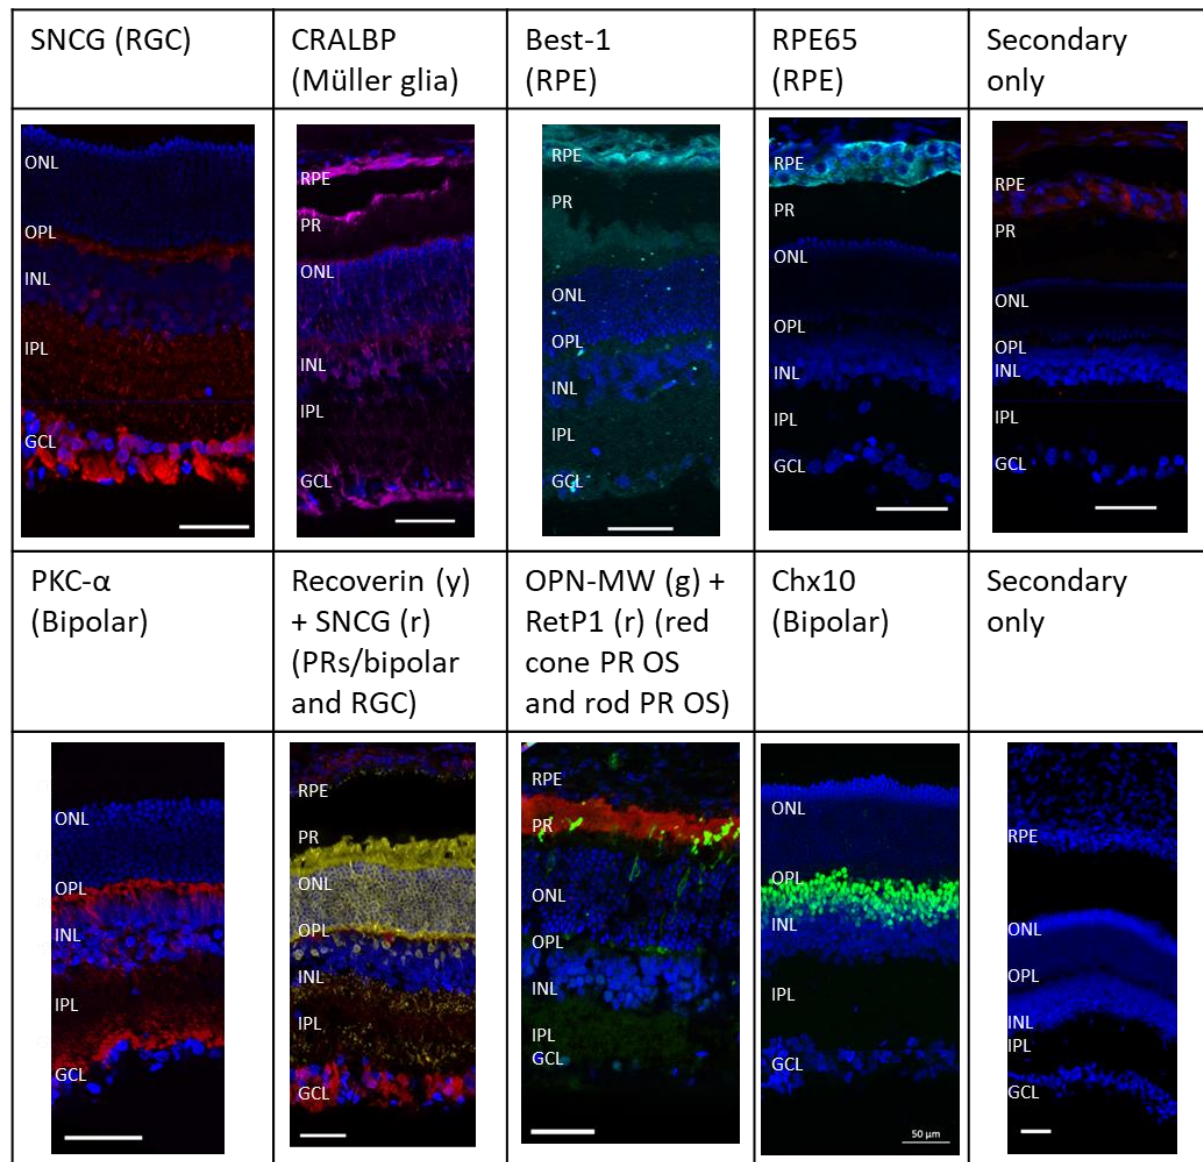 SNCG (RGC)
CRALBP
(Müller glia)
Best-1
(RPE)
RPE65
(RPE)
Secondary
only
ONL
OPL
INL
IPL
GCL
RPE
PR
ONL
INL
IPL
GCL
RPE
PR
ONL
OPL
INL
IPL
GCL
RPE
PR
ONL
OPL
INL
IPL
GCL
RPE
PR
ONL
OPL
INL
IPL
GCL
PKC-α
(Bipolar)
Recoverin (y)
+ SNCG (r)
(PRs/bipolar
and RGC)
OPN-MW (g) +
RetP1 (r) (red
cone PR OS
and rod PR OS)
Chx10
(Bipolar)
Secondary
only
ONL
OPL
INL
IPL
GCL
RPE
PR
ONL
OPL
INL
IPL
GCL
RPE
PR
ONL
OPL
INL
IPL
GCL
ONL
OPL
INL
IPL
GCL
50 µm
RPE
ONL
OPL
INL
IPL
GCL